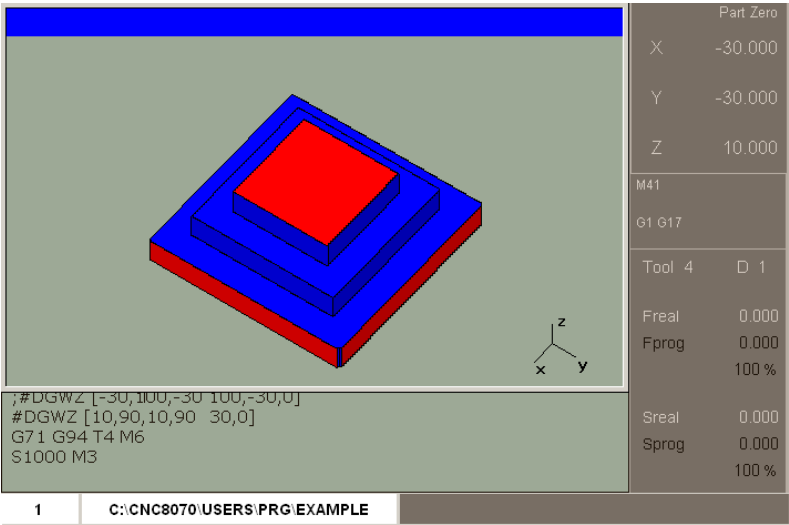 Part Zero
X -30.000
Y -30.000
Z 10.000
M41
G1 G17
Tool 4 D 1
Freal 0.000
Fprog 0.000
100 %
Sreal 0.000
Sprog 0.000
100 %
z
x y
;#DGWZ [-30,100,-30 100,-30,0]
#DGWZ [10,90,10,90 30,0]
G71 G94 T4 M6
S1000 M3
1 C:\CNC8070\USERS\PRG\EXAMPLE